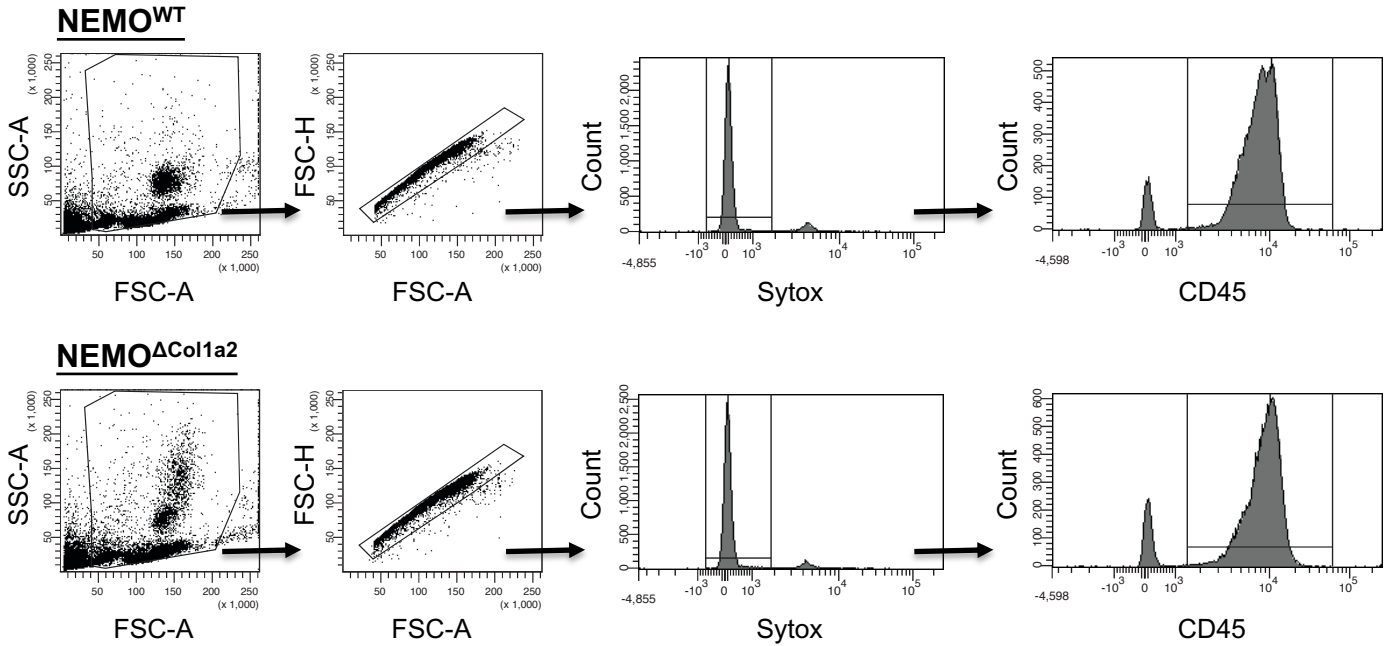 NEMO^WT
SSC-A
(x 1,000)
50 100 150 200 250
50 100 150 200 250
(x 1,000)
FSC-A
FSC-H
(x 1,000)
50 100 150 200 250
50 100 150 200 250
(x 1,000)
FSC-A
Count
0 500 1,000 1,500 2,000
-4,855
-10^3 0 10^3 10^4 10^5
Sytox
0 100 200 300 400 500
-4,598
-10^3 0 10^3 10^4 10^5
Count
CD45
NEMO^ΔCol1a2
SSC-A
(x 1,000)
50 100 150 200 250
50 100 150 200 250
(x 1,000)
FSC-A
FSC-H
(x 1,000)
50 100 150 200 250
50 100 150 200 250
(x 1,000)
FSC-A
Count
0 500 1,000 1,500 2,000 2,500
-4,855
-10^3 0 10^3 10^4 10^5
Sytox
Count
0 100 200 300 400 500 600
-4,598
-10^3 0 10^3 10^4 10^5
CD45